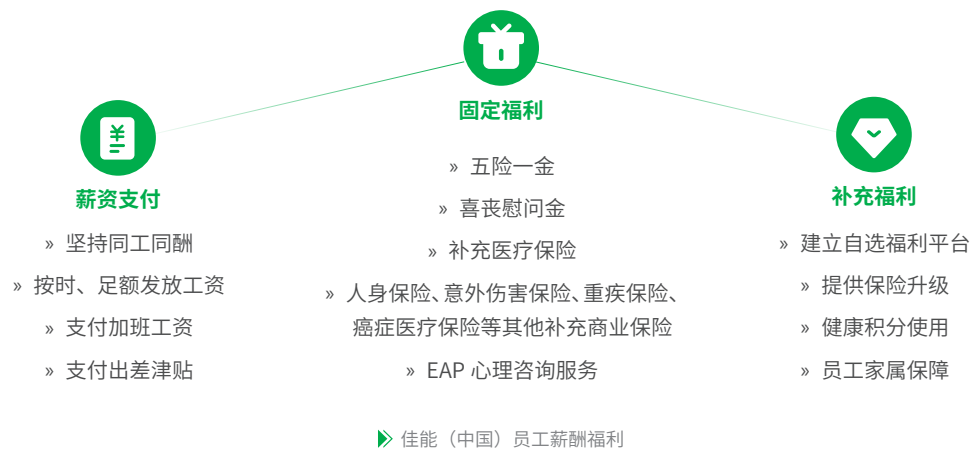 薪资支付
» 坚持同工同酬
» 按时、足额发放工资
» 支付加班工资
» 支付出差津贴
固定福利
» 五险一金
» 喜丧慰问金
» 补充医疗保险
» 人身保险、意外伤害保险、重疾保险、
癌症医疗保险等其他补充商业保险
» EAP 心理咨询服务
补充福利
» 建立自选福利平台
» 提供保险升级
» 健康积分使用
» 员工家属保障
佳能（中国）员工薪酬福利